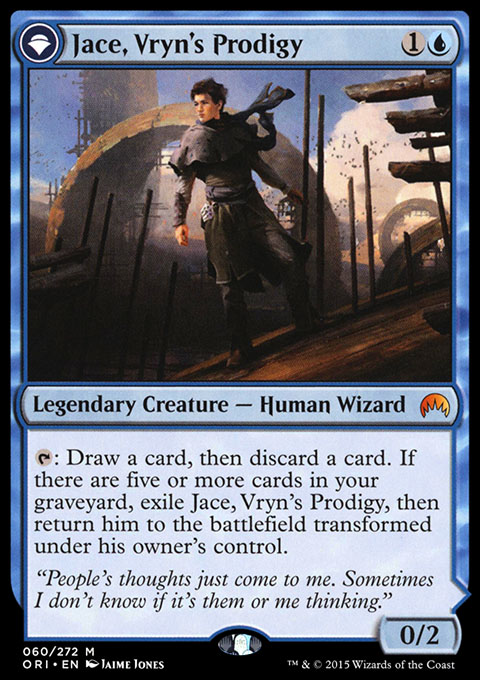 Jace, Vryn's Prodigy 1
Legendary Creature — Human Wizard
: Draw a card, then discard a card. If
there are five or more cards in your
graveyard, exile Jace, Vryn's Prodigy, then
return him to the battlefield transformed
under his owner's control.
“People's thoughts just come to me. Sometimes
I don't know if it's them or me thinking.”
0/2
060/272 M
ORI • EN JAIME JONES
™ & © 2015 Wizards of the Coast